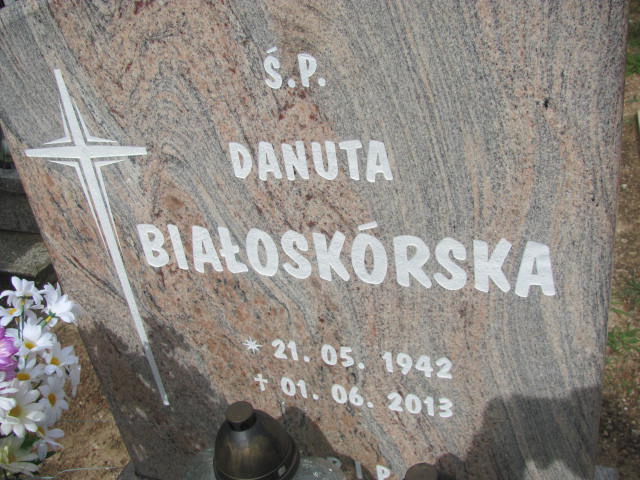 Ś.P.
DANUTA
BIAŁOSKÓRSKA
* 21. 05. 1942
✝ 01. 06. 2013
R.I.P.